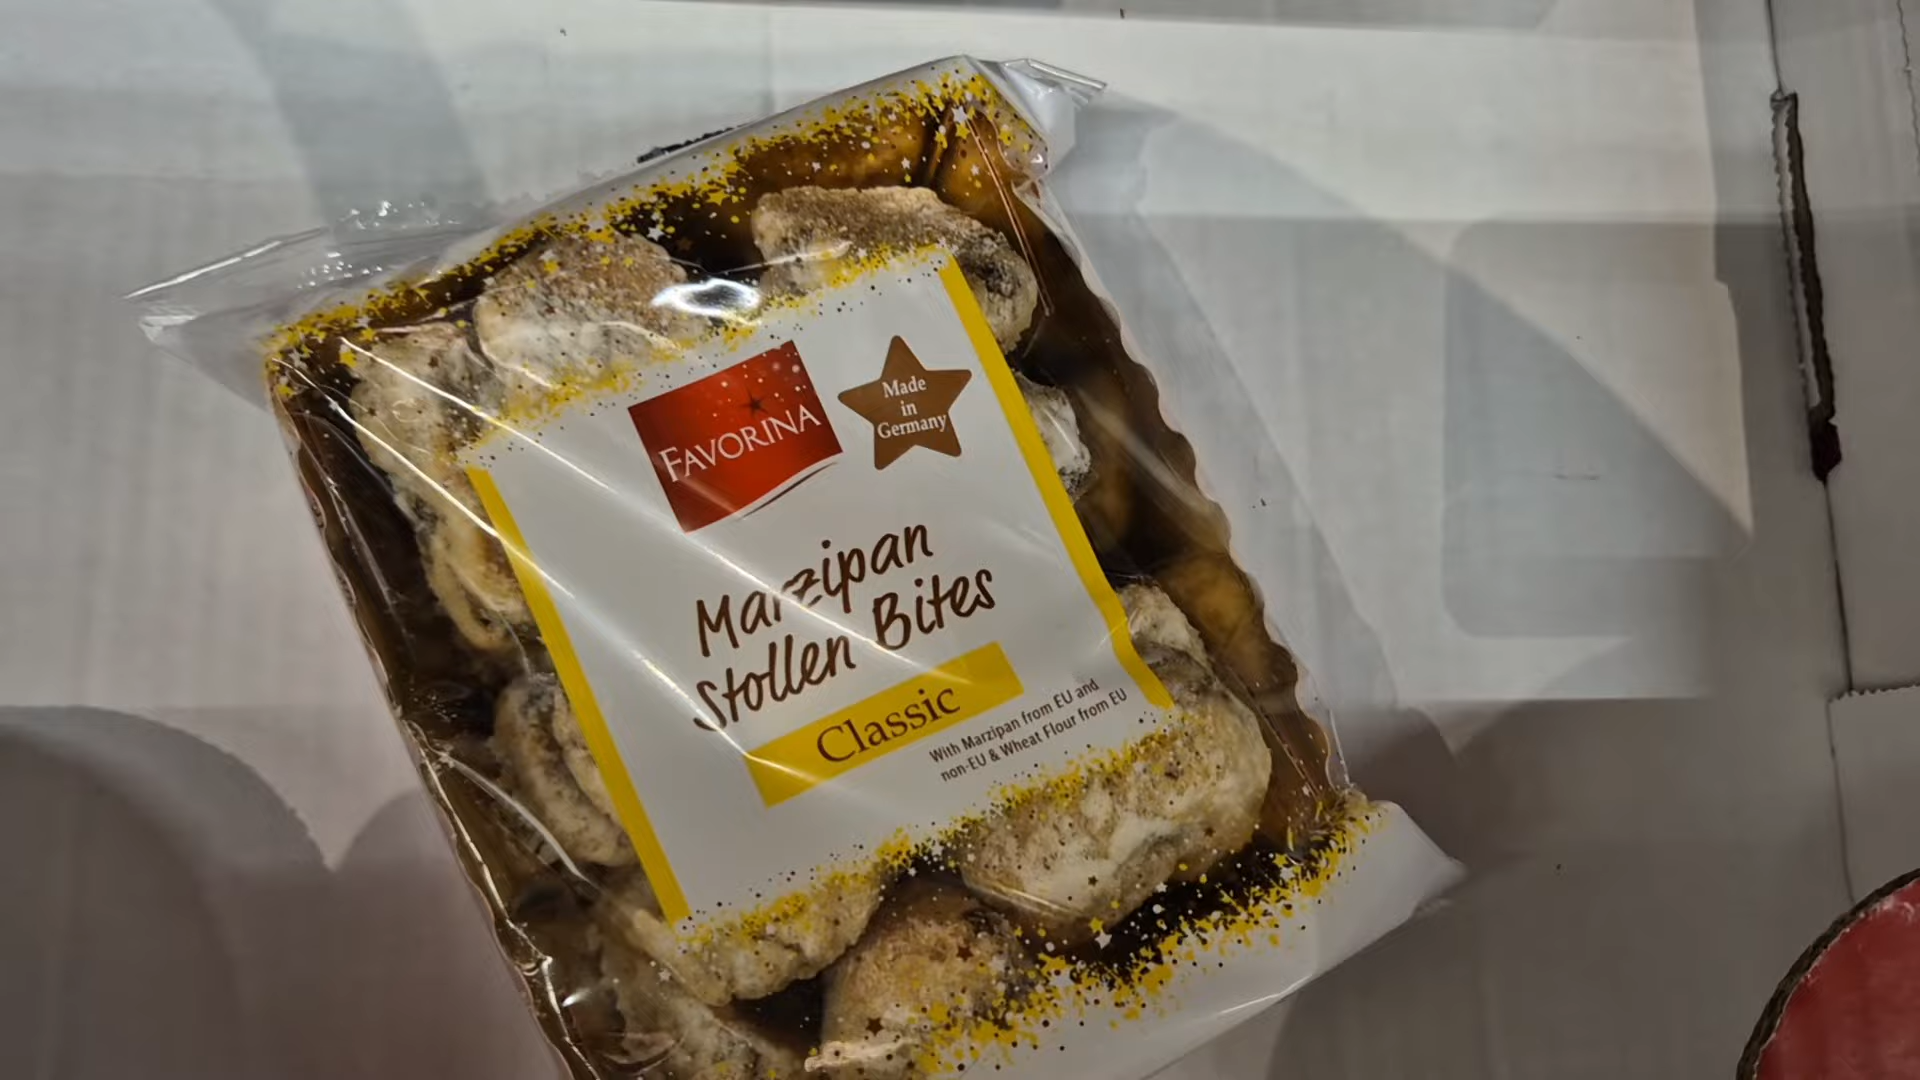 FAVORINA
Made
in
Germany
Marzipan
Stollen Bites
Classic
With Marzipan from EU and
non-EU & Wheat Flour from EU